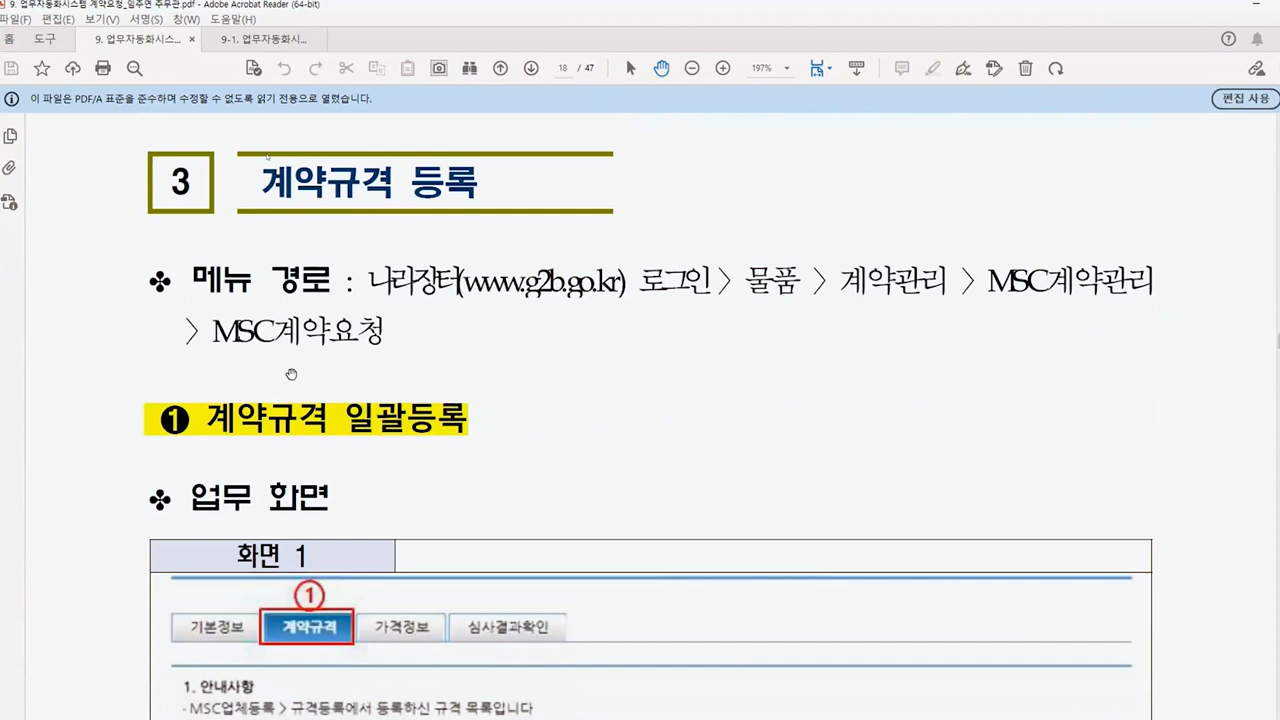 9. 업무자동화시스템 계약요청_임주연 주무관.pdf - Adobe Acrobat Reader (64-bit)
파일(F) 편집(E) 보기(V) 서명(S) 창(W) 도움말(H)
홈 도구 9. 업무자동화시스... × 9-1. 업무자동화시...
18 / 47 197%
이 파일은 PDF/A 표준을 준수하며 수정할 수 없도록 읽기 전용으로 열렸습니다. 편집 사용
3 계약규격 등록
✤ 메뉴 경로 : 나라장터(www.g2b.go.kr) 로그인 〉 물품 〉 계약관리 〉 MSC계약관리
〉 MSC계약요청
❶ 계약규격 일괄등록
✤ 업무 화면
화면 1
①
기본정보 계약규격 가격정보 심사결과확인
1. 안내사항
- MSC업체등록 > 규격등록에서 등록하신 규격 목록입니다